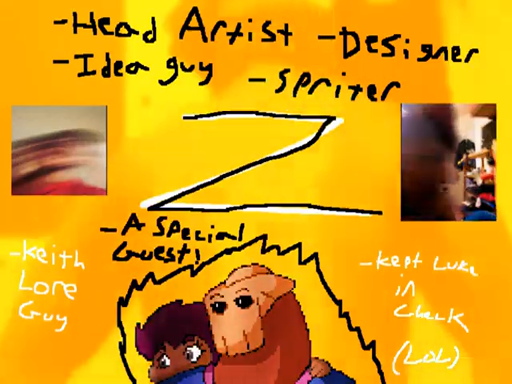 -Head Artist -Designer
-Idea guy -Spriter
Z
-A Special Guest!
-Keith
Lore
Guy
-Kept Luke
in
Check
(LOL)